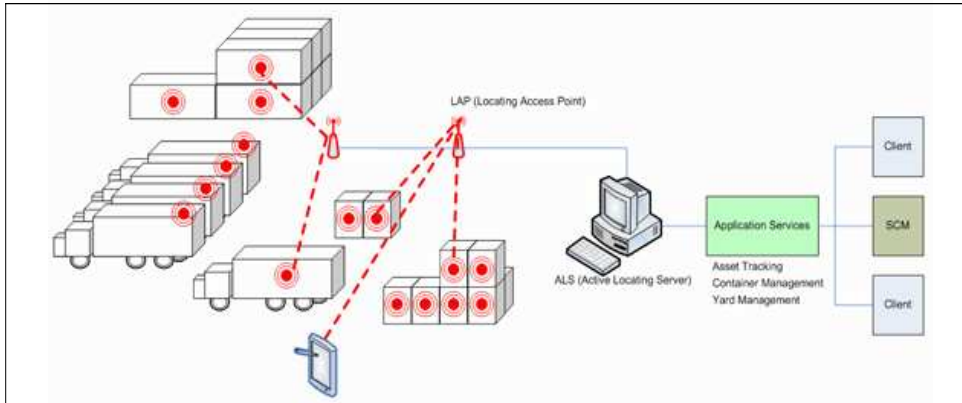 LAP (Locating Access Point)
Client
Application Services
SCM
ALS (Active Locating Server)
Asset Tracking
Container Management
Yard Management
Client